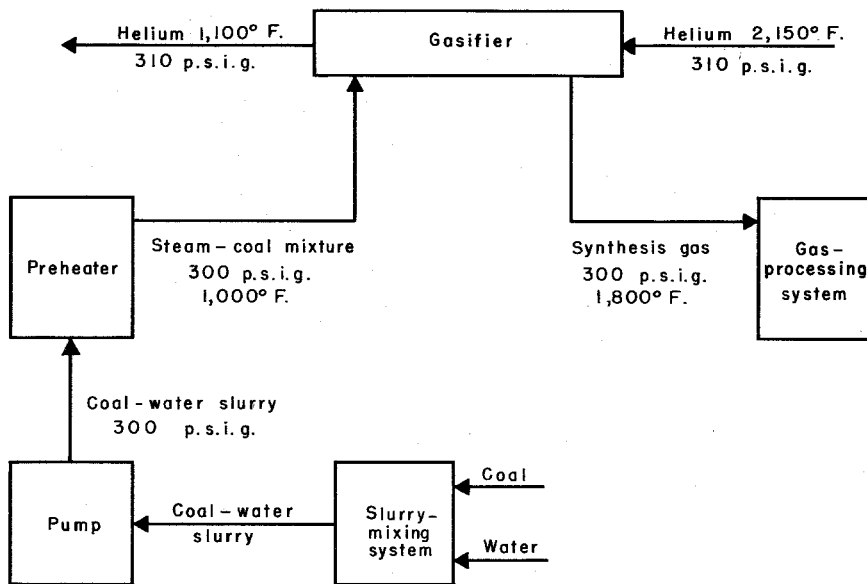 Helium 1,100° F.
310 p.s.i.g.
Gasifier
Helium 2,150° F.
310 p.s.i.g.
Preheater
Steam-coal mixture
300 p.s.i.g.
1,000° F.
Synthesis gas
300 p.s.i.g.
1,800° F.
Gas-
processing
system
Coal-water slurry
300 p.s.i.g.
Pump
Coal-water
slurry
Slurry-
mixing
system
Coal
Water